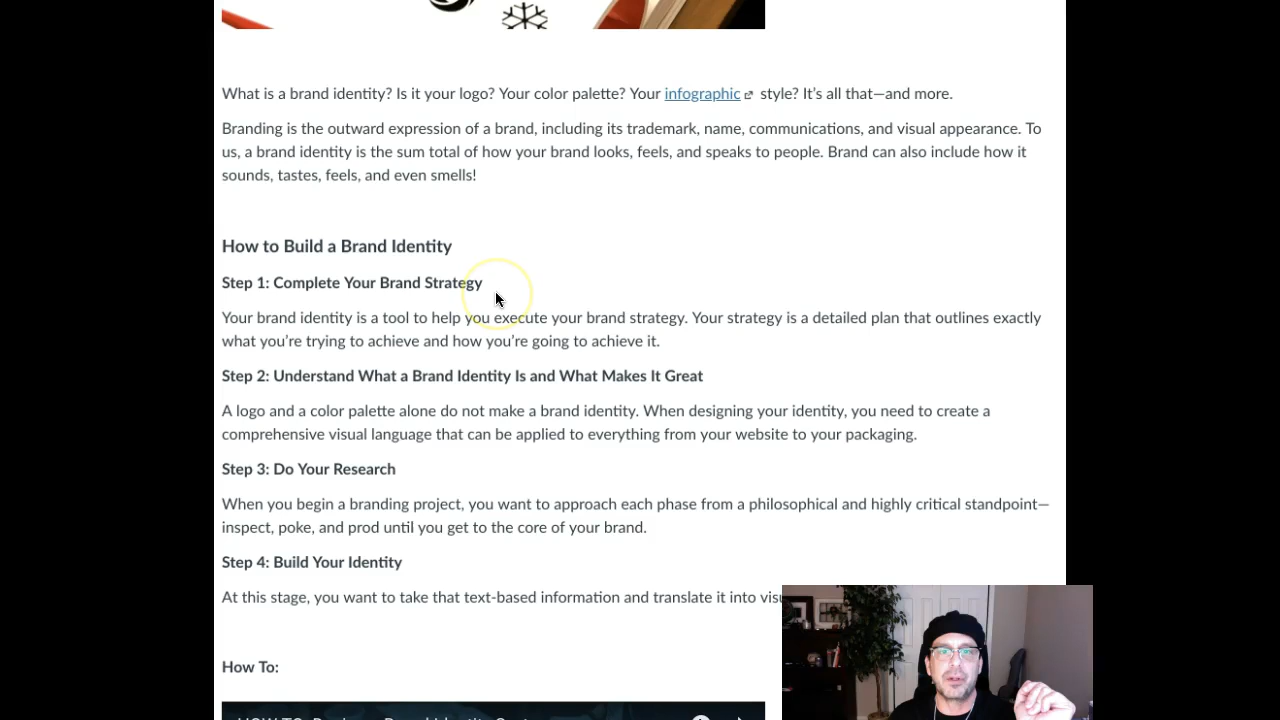 What is a brand identity? Is it your logo? Your color palette? Your infographic style? It’s all that—and more.
Branding is the outward expression of a brand, including its trademark, name, communications, and visual appearance. To
us, a brand identity is the sum total of how your brand looks, feels, and speaks to people. Brand can also include how it
sounds, tastes, feels, and even smells!
How to Build a Brand Identity
Step 1: Complete Your Brand Strategy
Your brand identity is a tool to help you execute your brand strategy. Your strategy is a detailed plan that outlines exactly
what you’re trying to achieve and how you’re going to achieve it.
Step 2: Understand What a Brand Identity Is and What Makes It Great
A logo and a color palette alone do not make a brand identity. When designing your identity, you need to create a
comprehensive visual language that can be applied to everything from your website to your packaging.
Step 3: Do Your Research
When you begin a branding project, you want to approach each phase from a philosophical and highly critical standpoint—
inspect, poke, and prod until you get to the core of your brand.
Step 4: Build Your Identity
At this stage, you want to take that text-based information and translate it into
How To: